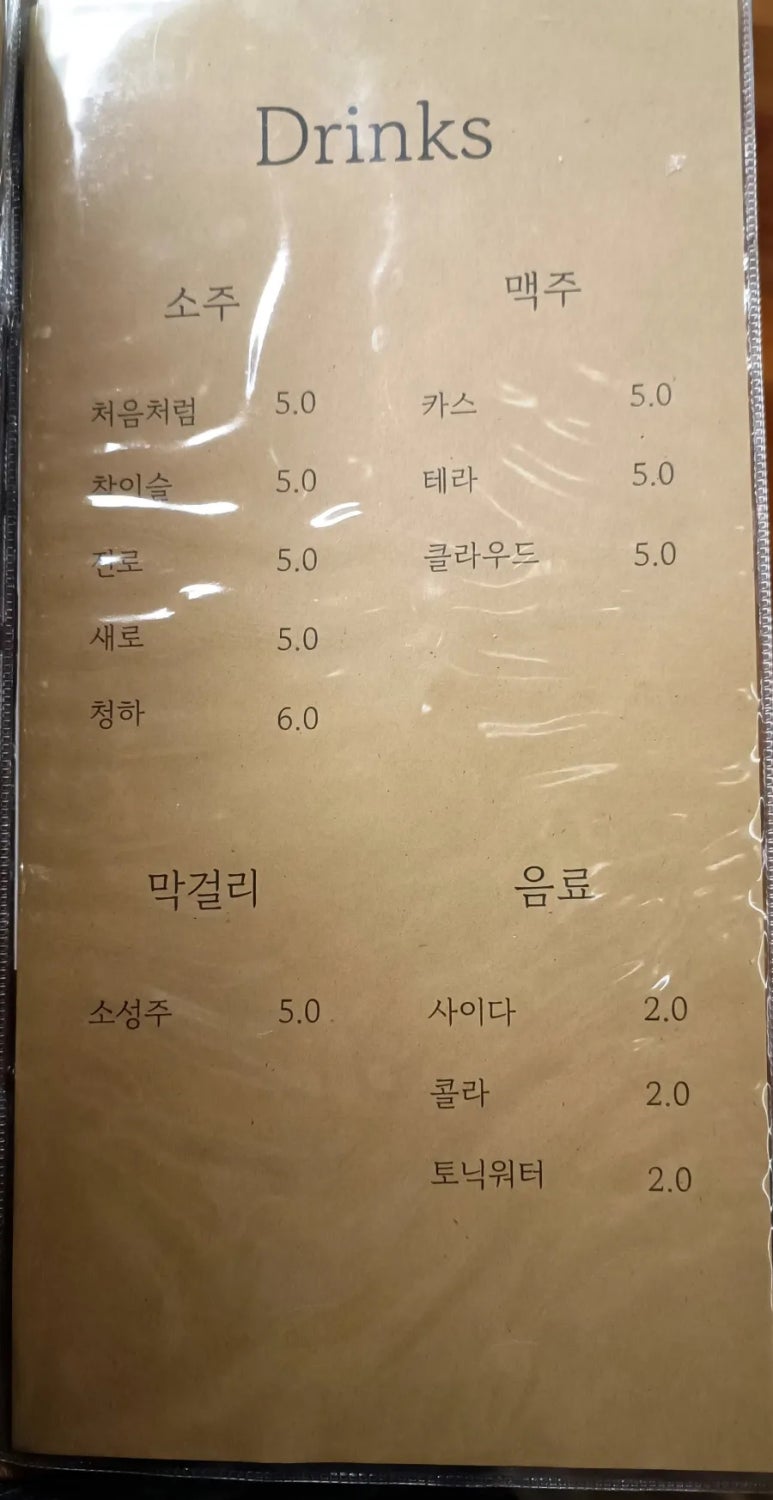 Drinks
소주
처음처럼 5.0
참이슬 5.0
진로 5.0
새로 5.0
청하 6.0
맥주
카스 5.0
테라 5.0
클라우드 5.0
막걸리
소성주 5.0
음료
사이다 2.0
콜라 2.0
토닉워터 2.0